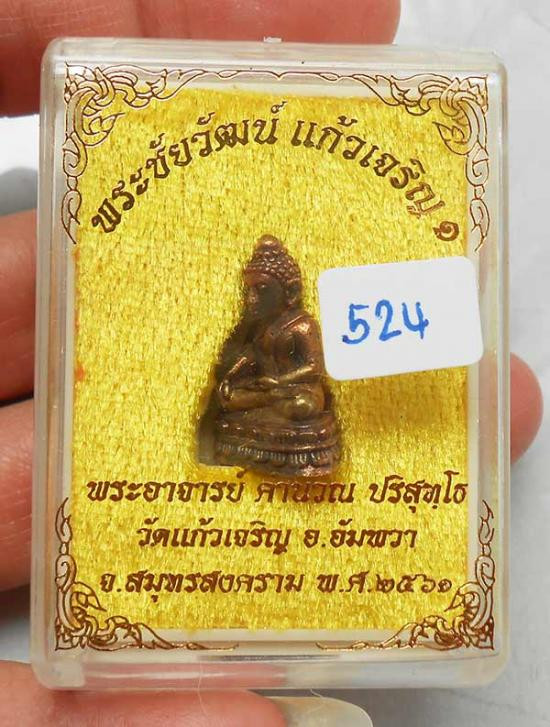 พระชัยวัฒน์ แก้วเจริญ ๑
524
พระอาจารย์ คำนวณ ปริสุทฺโธ
วัดแก้วเจริญ อ.อัมพวา
จ.สมุทรสงคราม พ.ศ.๒๕๖๑